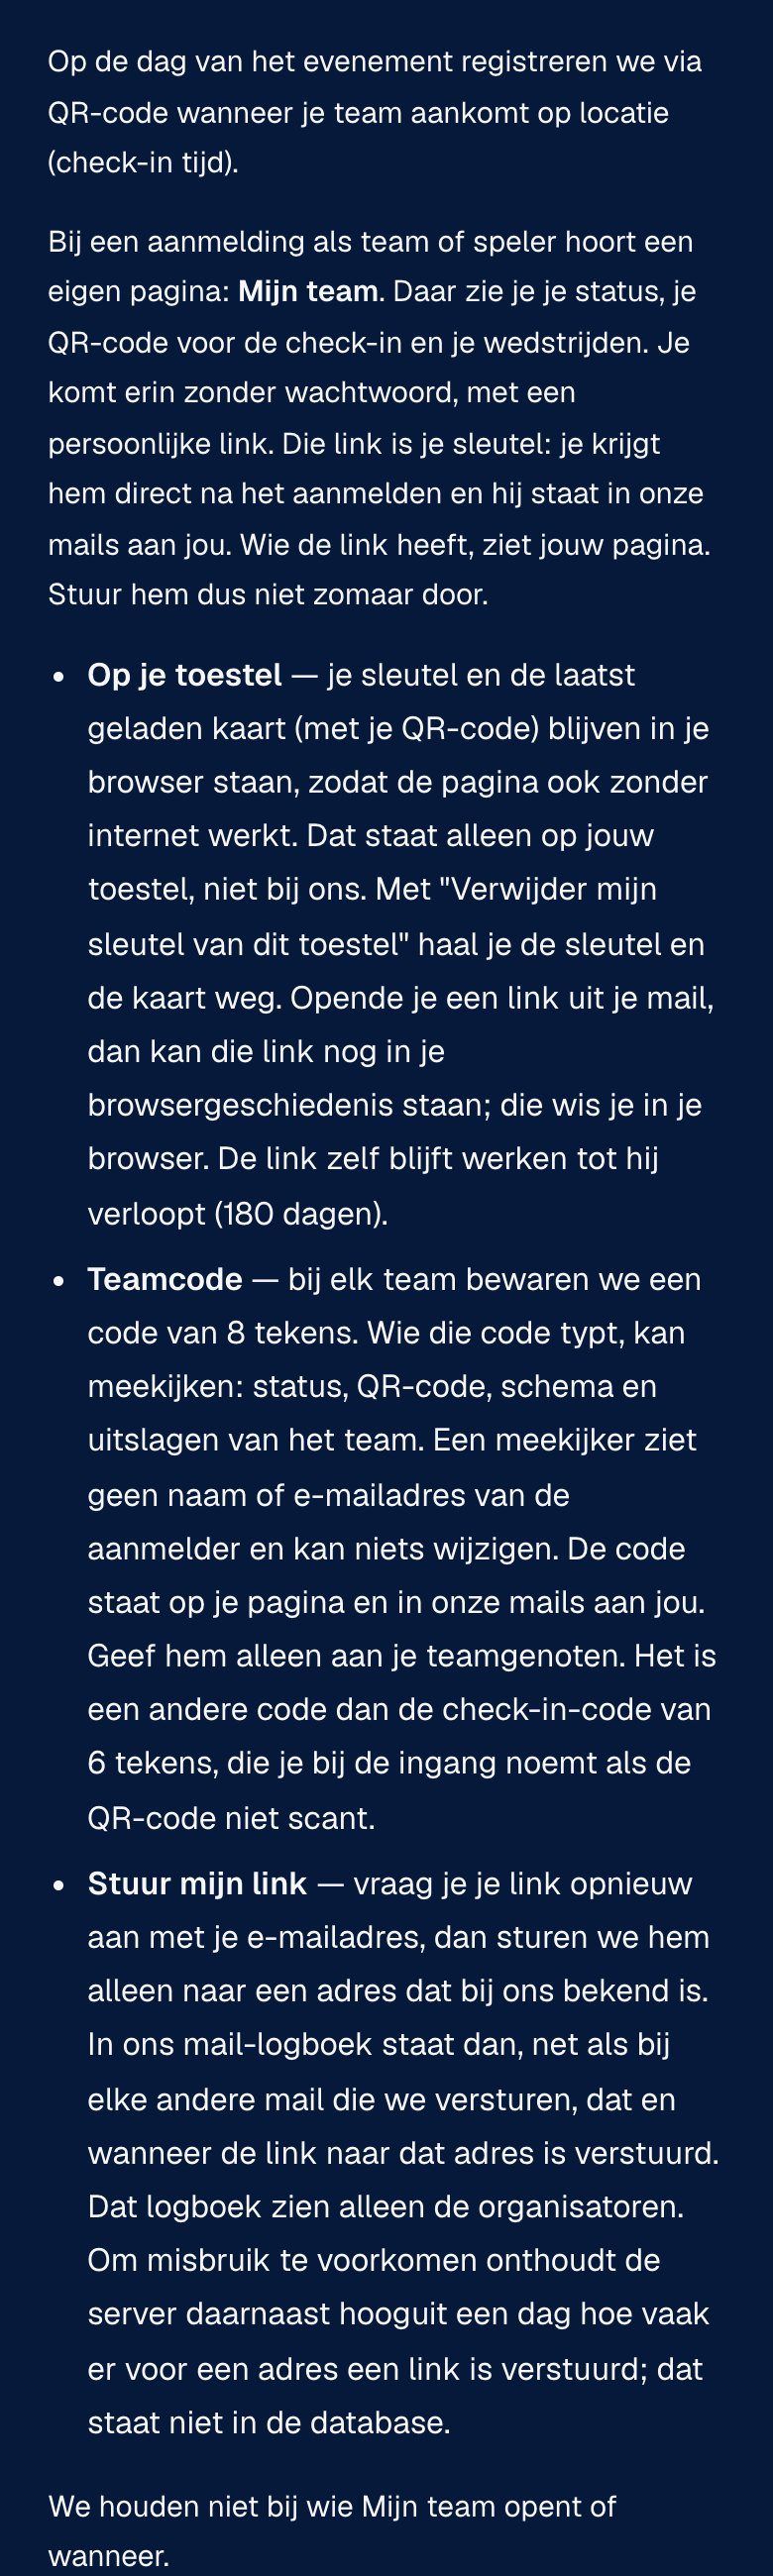 Op de dag van het evenement registreren we via
QR-code wanneer je team aankomt op locatie
(check-in tijd).
Bij een aanmelding als team of speler hoort een
eigen pagina: Mijn team. Daar zie je je status, je
QR-code voor de check-in en je wedstrijden. Je
komt erin zonder wachtwoord, met een
persoonlijke link. Die link is je sleutel: je krijgt
hem direct na het aanmelden en hij staat in onze
mails aan jou. Wie de link heeft, ziet jouw pagina.
Stuur hem dus niet zomaar door.
• Op je toestel — je sleutel en de laatst
geladen kaart (met je QR-code) blijven in je
browser staan, zodat de pagina ook zonder
internet werkt. Dat staat alleen op jouw
toestel, niet bij ons. Met "Verwijder mijn
sleutel van dit toestel" haal je de sleutel en
de kaart weg. Opende je een link uit je mail,
dan kan die link nog in je
browsergeschiedenis staan; die wis je in je
browser. De link zelf blijft werken tot hij
verloopt (180 dagen).
• Teamcode — bij elk team bewaren we een
code van 8 tekens. Wie die code typt, kan
meekijken: status, QR-code, schema en
uitslagen van het team. Een meekijker ziet
geen naam of e-mailadres van de
aanmelder en kan niets wijzigen. De code
staat op je pagina en in onze mails aan jou.
Geef hem alleen aan je teamgenoten. Het is
een andere code dan de check-in-code van
6 tekens, die je bij de ingang noemt als de
QR-code niet scant.
• Stuur mijn link — vraag je je link opnieuw
aan met je e-mailadres, dan sturen we hem
alleen naar een adres dat bij ons bekend is.
In ons mail-logboek staat dan, net als bij
elke andere mail die we versturen, dat en
wanneer de link naar dat adres is verstuurd.
Dat logboek zien alleen de organisatoren.
Om misbruik te voorkomen onthoudt de
server daarnaast hooguit een dag hoe vaak
er voor een adres een link is verstuurd; dat
staat niet in de database.
We houden niet bij wie Mijn team opent of
wanneer.